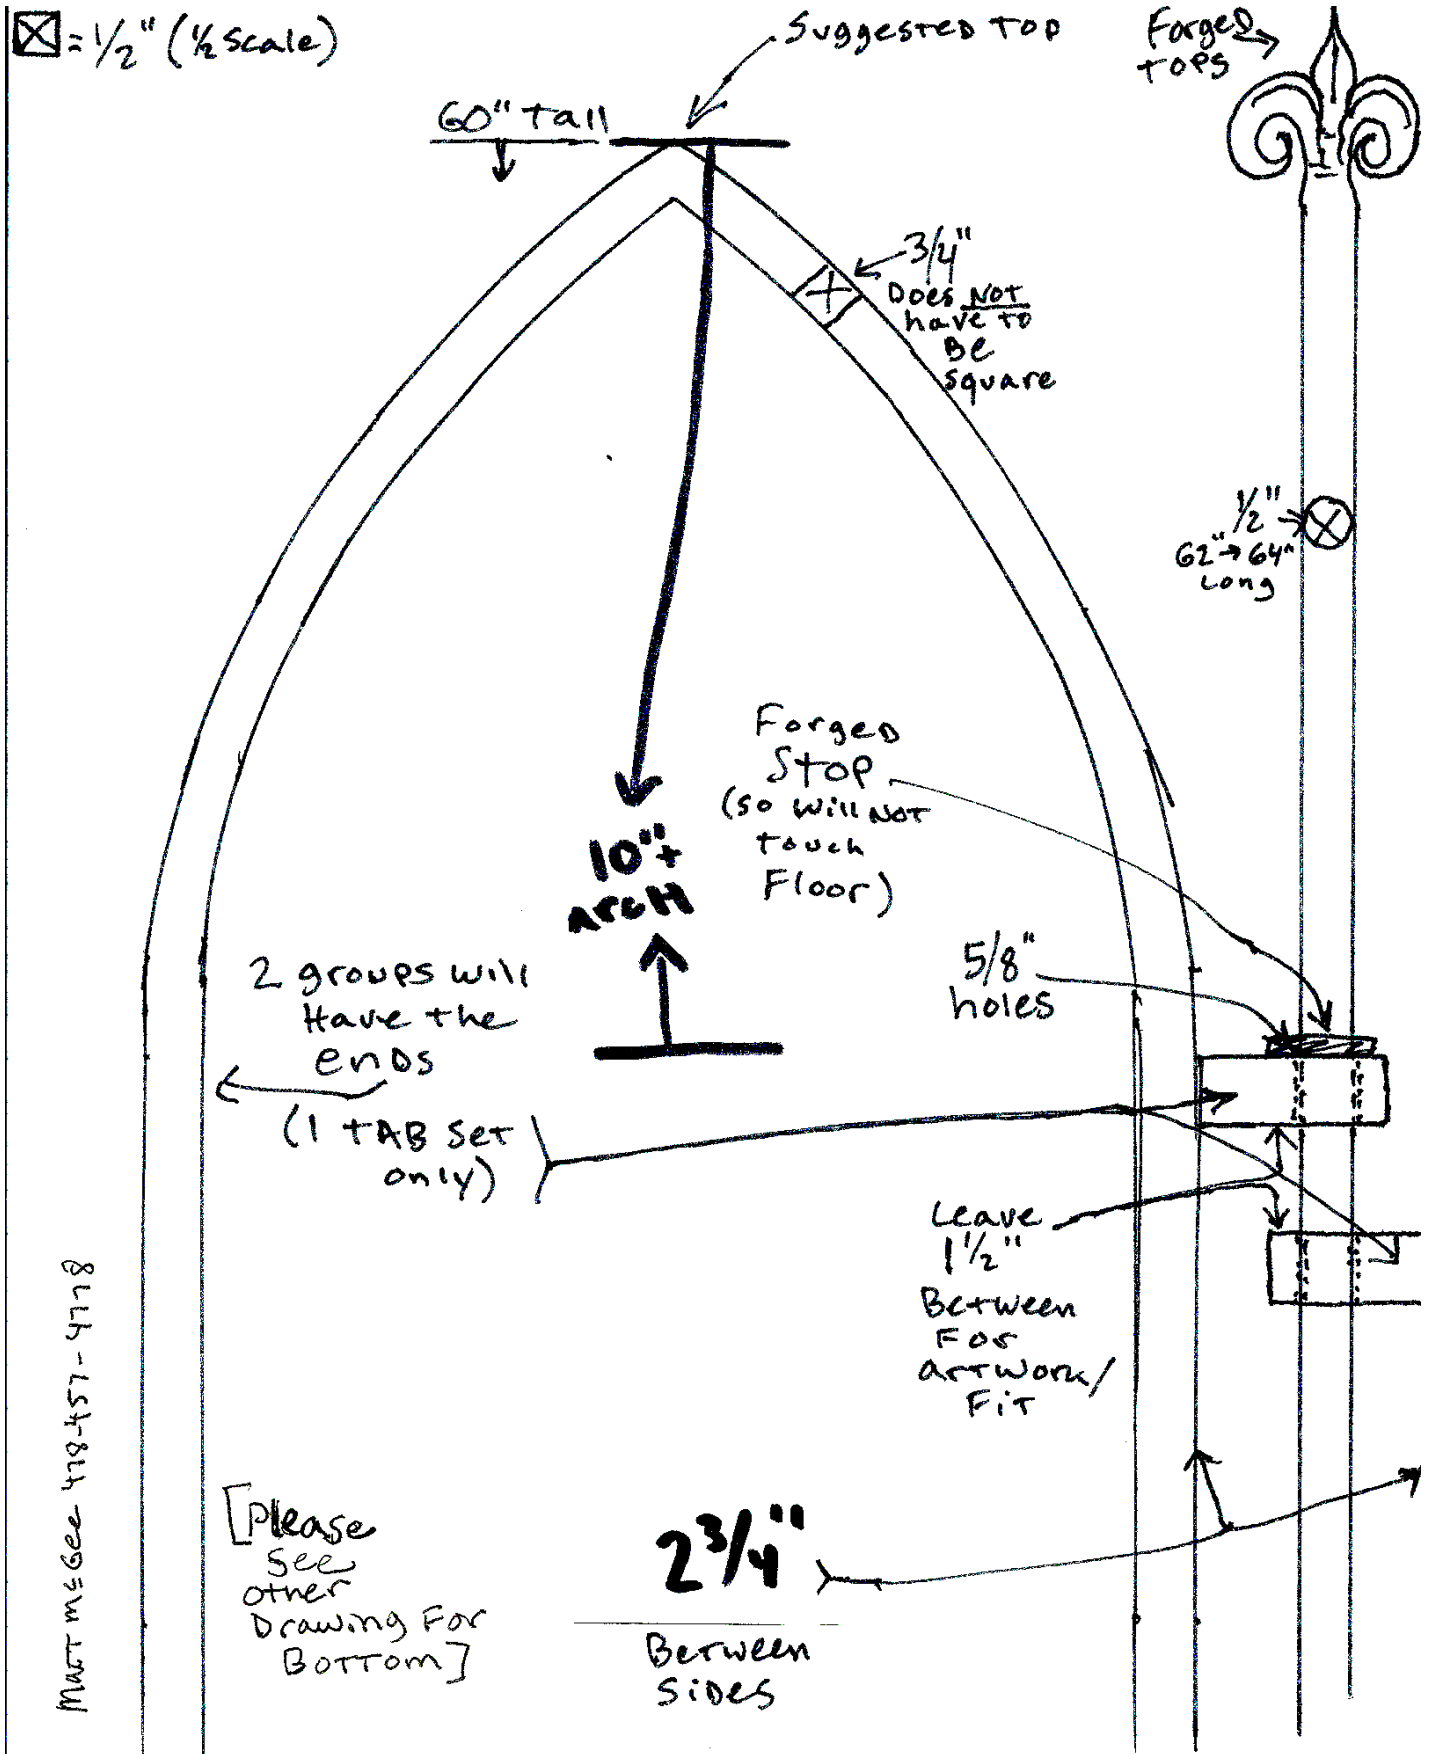 = 1/2" (1/2 scale)
Suggested top
Forged
tops
60" tall
3/4"
Does NOT
have to
Be
square
1/2"
62" → 64"
Long
Forged
Stop
(so will NOT
touch
Floor)
10"+
Arch
5/8"
holes
2 groups will
Have the
ends
(1 TAB Set
only)
Leave
1 1/2"
Between
For
artwork/
Fit
[Please
See
other
Drawing For
Bottom]
2 3/4"
Between
Sides
Matt McGee 478-457-4778